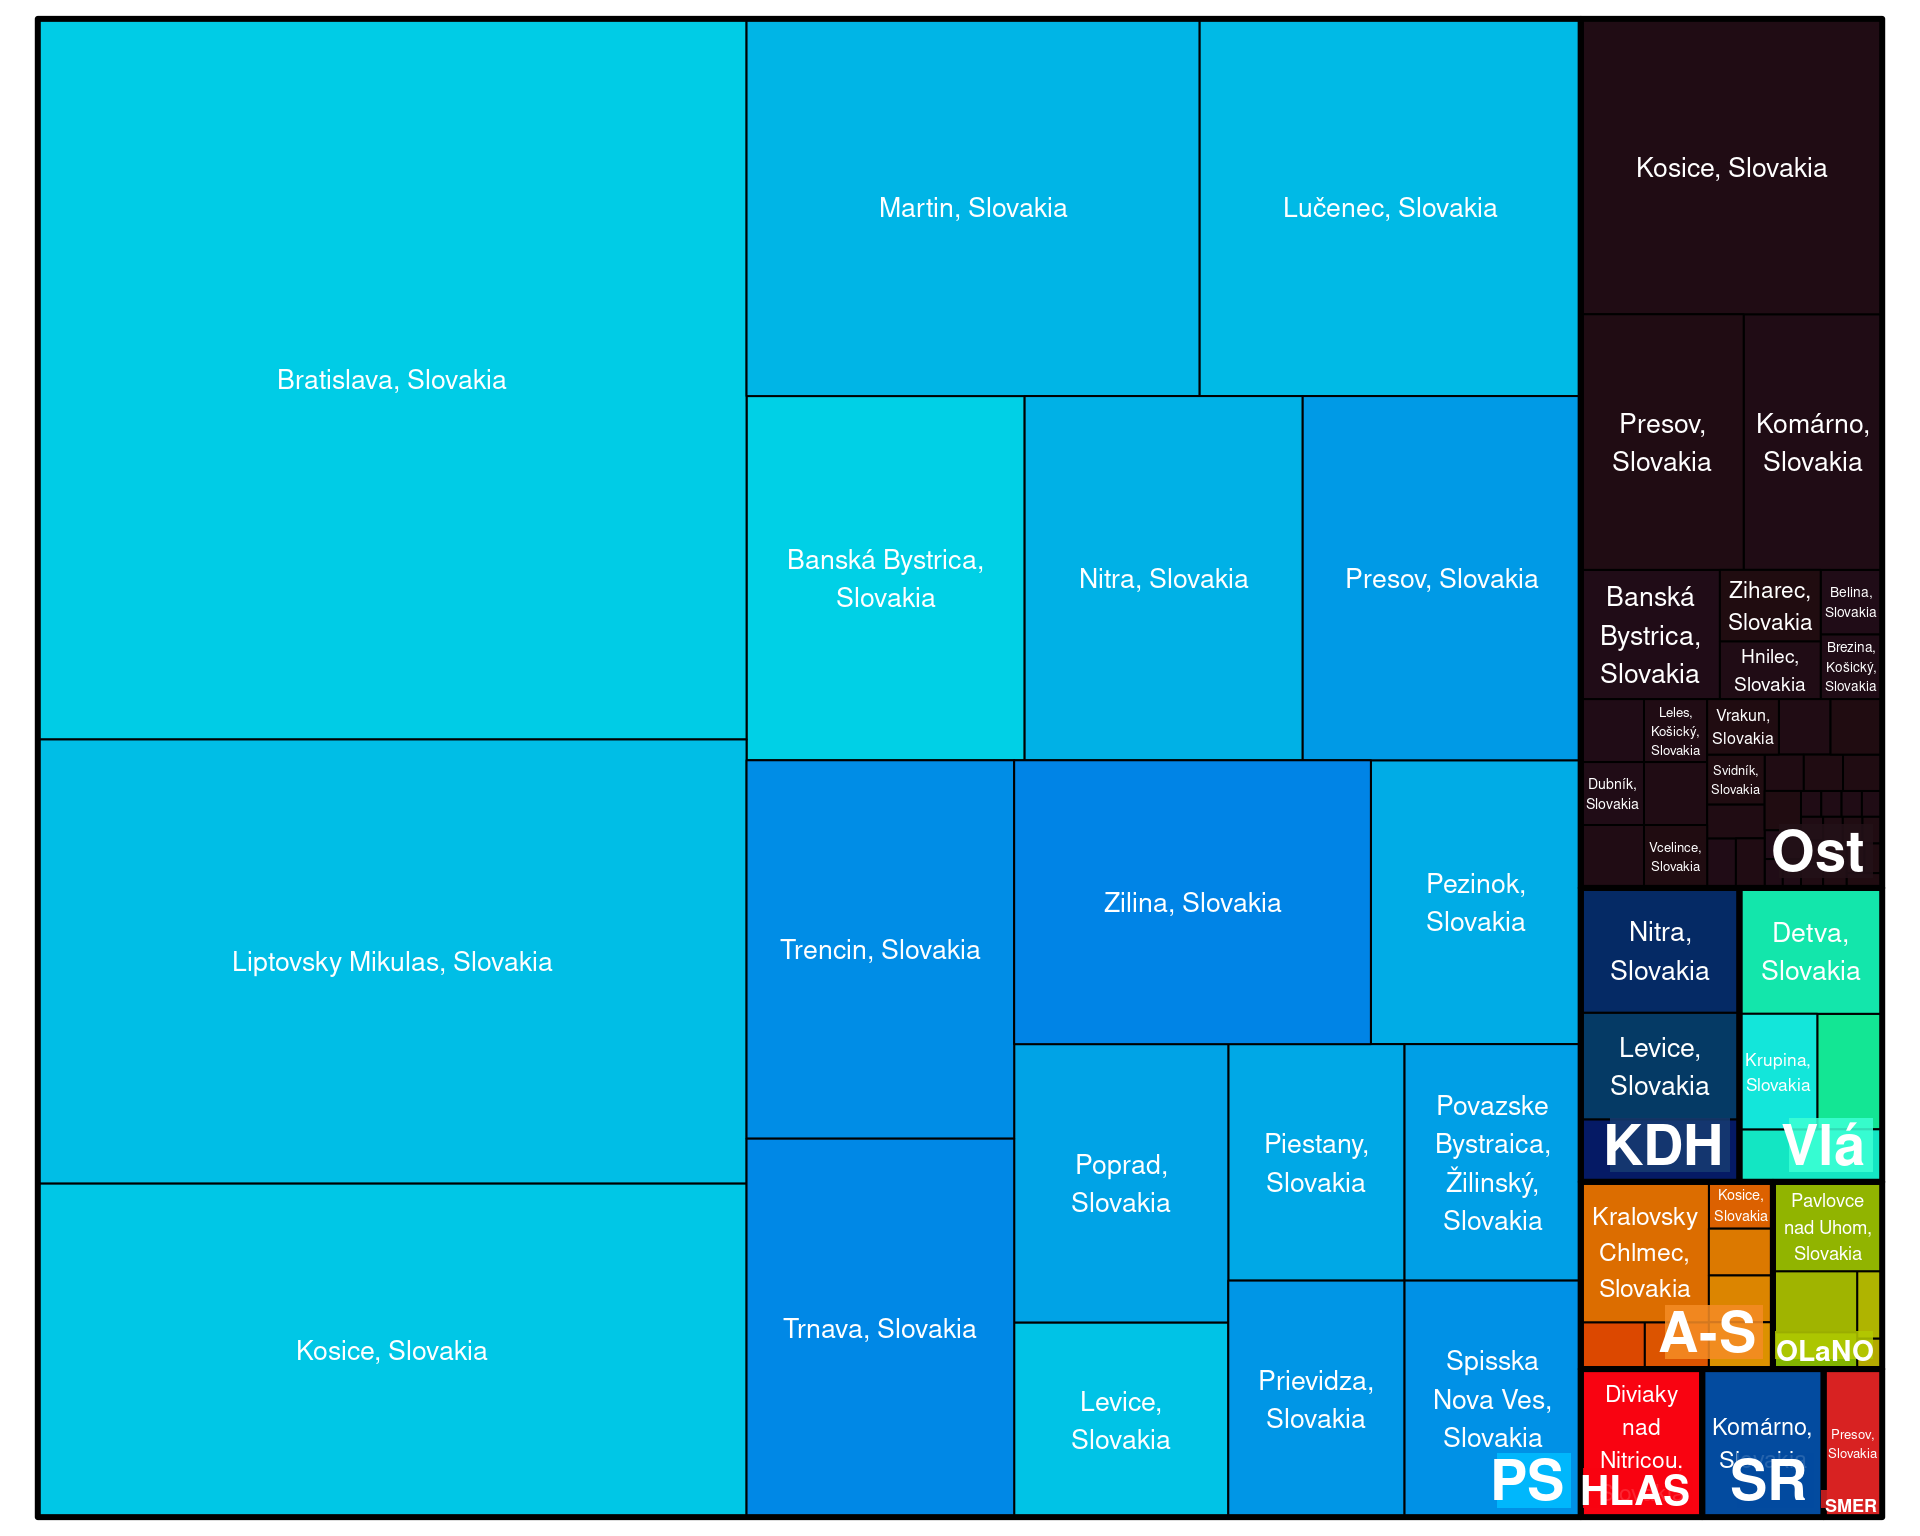 Bratislava, Slovakia
Liptovsky Mikulas, Slovakia
Kosice, Slovakia
Martin, Slovakia
Lučenec, Slovakia
Banská Bystrica,
Slovakia
Nitra, Slovakia
Presov, Slovakia
Trencin, Slovakia
Trnava, Slovakia
Zilina, Slovakia
Pezinok,
Slovakia
Poprad,
Slovakia
Levice,
Slovakia
Piestany,
Slovakia
Povazske
Bystraica,
Žilinský,
Slovakia
Prievidza,
Slovakia
Spisska
Nova Ves,
Slovakia
PS
Kosice, Slovakia
Presov,
Slovakia
Komárno,
Slovakia
Banská
Bystrica,
Slovakia
Ziharec,
Slovakia
Hnilec,
Slovakia
Belina,
Slovakia
Brezina,
Košický,
Slovakia
Leles,
Košický,
Slovakia
Dubník,
Slovakia
Vcelince,
Slovakia
Vrakun,
Slovakia
Svidník,
Slovakia
Ost
Nitra,
Slovakia
Levice,
Slovakia
KDH
Detva,
Slovakia
Krupina,
Slovakia
Vlá
Kralovsky
Chlmec,
Slovakia
Kosice,
Slovakia
A-S
Pavlovce
nad Uhom,
Slovakia
OLaNO
Diviaky
nad
Nitricou.
HLAS
Komárno,
Slovakia
SR
Presov,
Slovakia
SMER